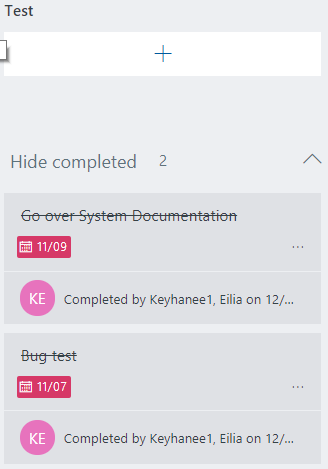 Test
Hide completed 2
Go over System Documentation
11/09
...
KE Completed by Keyhanee1, Eilia on 12/...
Bug test
11/07
...
KE Completed by Keyhanee1, Eilia on 12/...